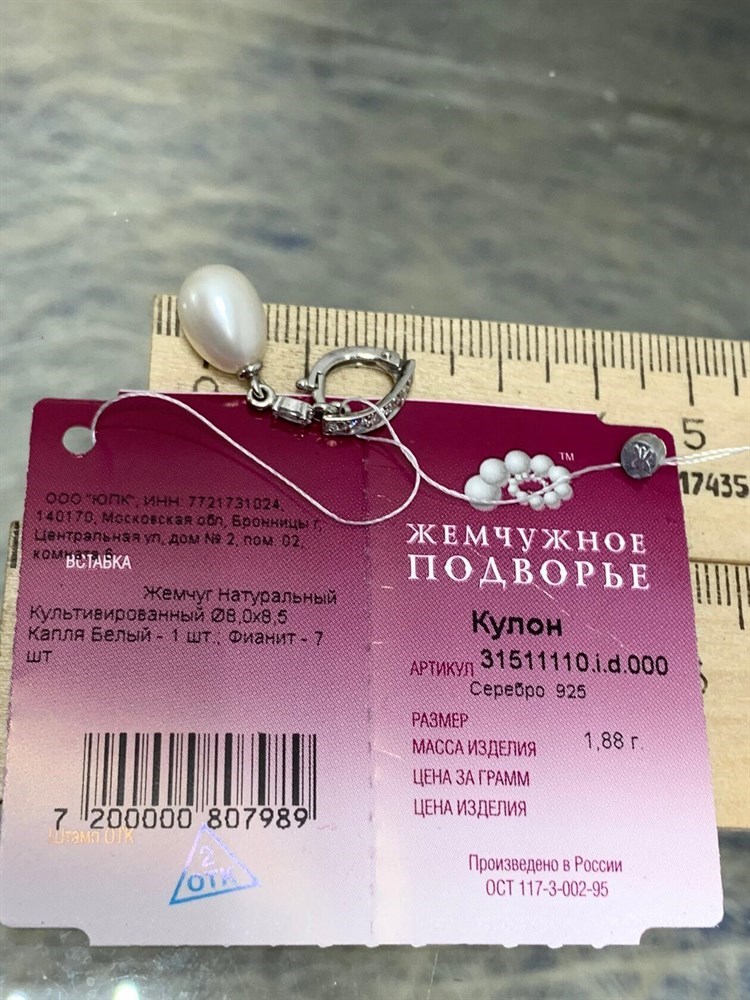 ООО "ЮПК", ИНН: 7721731024,
140170, Московская обл, Бронницы г,
Центральная ул, дом № 2, пом. 02,
комната 6
ВСТАВКА
Жемчуг Натуральный
Культивированный Ø8,0x8,5
Капля Белый - 1 шт.; Фианит - 7
шт
7 200000 807989
Штамп ОТК
2
ОТК
TM
ЖЕМЧУЖНОЕ
ПОДВОРЬЕ
Кулон
АРТИКУЛ 31511110.i.d.000
Серебро 925
РАЗМЕР
МАССА ИЗДЕЛИЯ 1,88 г.
ЦЕНА ЗА ГРАММ
ЦЕНА ИЗДЕЛИЯ
Произведено в России
ОСТ 117-3-002-95
5
17435